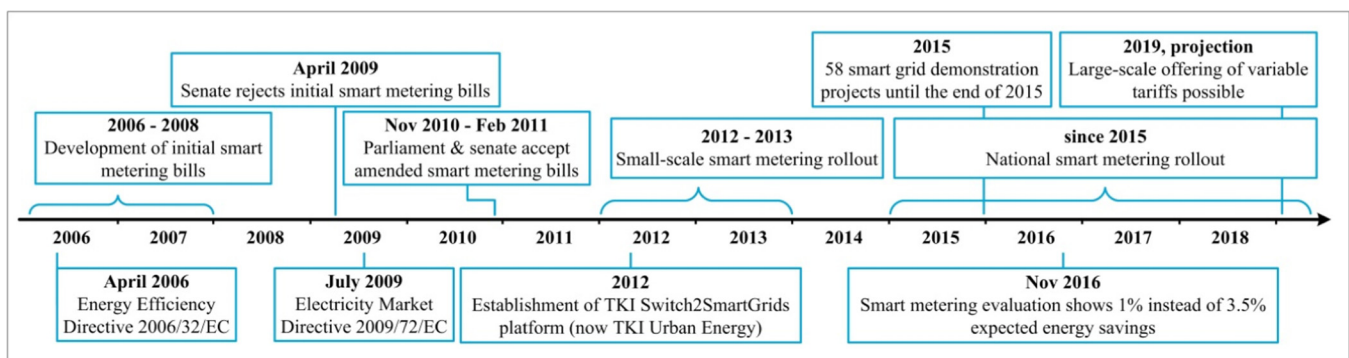 April 2009
Senate rejects initial smart metering bills
2015
58 smart grid demonstration
projects until the end of 2015
2019, projection
Large-scale offering of variable
tariffs possible
2006 - 2008
Development of initial smart
metering bills
Nov 2010 - Feb 2011
Parliament & senate accept
amended smart metering bills
2012 - 2013
Small-scale smart metering rollout
since 2015
National smart metering rollout
2006 2007 2008 2009 2010 2011 2012 2013 2014 2015 2016 2017 2018
April 2006
Energy Efficiency
Directive 2006/32/EC
July 2009
Electricity Market
Directive 2009/72/EC
2012
Establishment of TKI Switch2SmartGrids
platform (now TKI Urban Energy)
Nov 2016
Smart metering evaluation shows 1% instead of 3.5%
expected energy savings